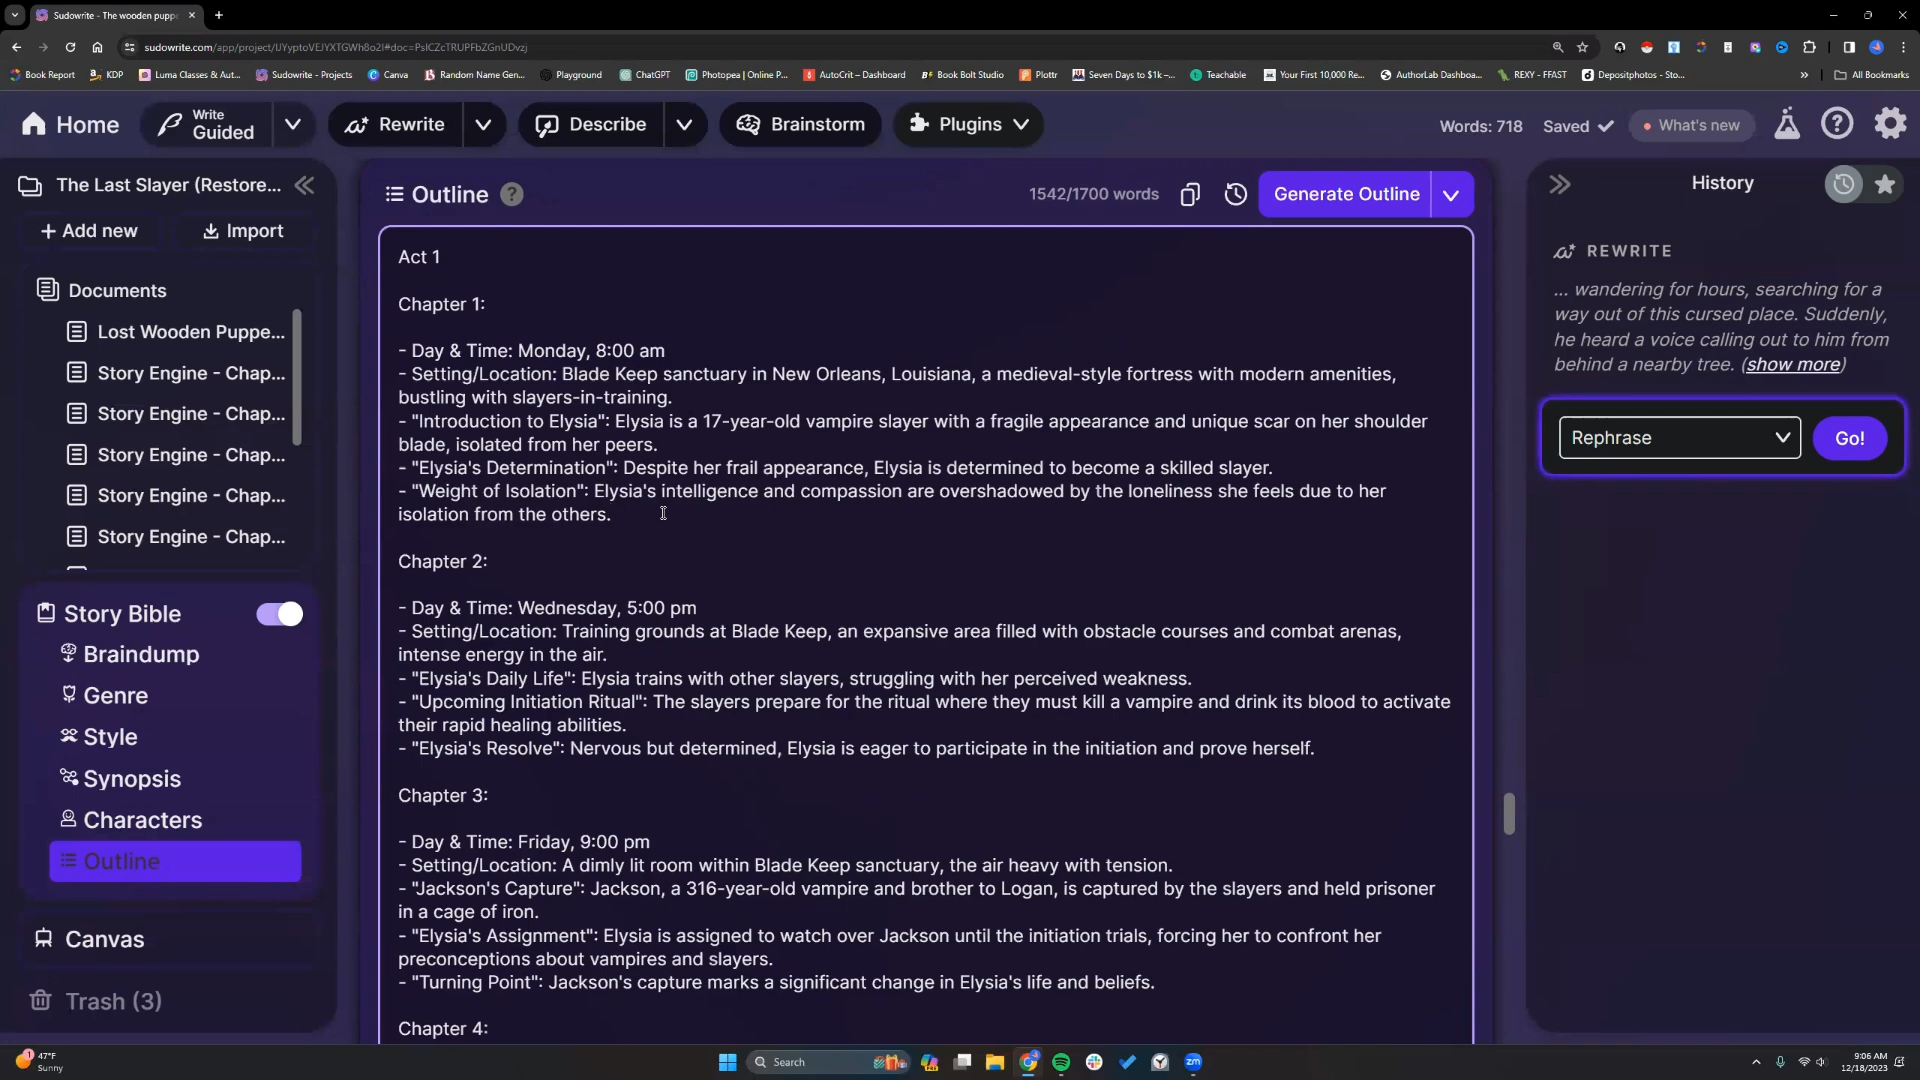 Sudowrite - The wooden puppe
sudowrite.com/app/project/lJYyptoVEJYXTGWh8o2I#doc=PsICZcTRUPFbZGnUDvzj
Book Report
KDP
Luma Classes & Aut...
Sudowrite - Projects
Canva
Random Name Gen...
Playground
ChatGPT
Photopea | Online P...
AutoCrit – Dashboard
Book Bolt Studio
Plottr
Seven Days to $1k –...
Teachable
Your First 10,000 Re...
AuthorLab Dashboa...
REXY - FFAST
Depositphotos - Sto...
All Bookmarks
Home
Write
Guided
Rewrite
Describe
Brainstorm
Plugins
Words: 718
Saved
What's new
The Last Slayer (Restore...
+ Add new
Import
Documents
Lost Wooden Puppe...
Story Engine - Chap...
Story Engine - Chap...
Story Engine - Chap...
Story Engine - Chap...
Story Engine - Chap...
Story Bible
Braindump
Genre
Style
Synopsis
Characters
Outline
Canvas
Trash (3)
Outline
1542/1700 words
Generate Outline
Act 1
Chapter 1:
- Day & Time: Monday, 8:00 am
- Setting/Location: Blade Keep sanctuary in New Orleans, Louisiana, a medieval-style fortress with modern amenities,
bustling with slayers-in-training.
- "Introduction to Elysia": Elysia is a 17-year-old vampire slayer with a fragile appearance and unique scar on her shoulder
blade, isolated from her peers.
- "Elysia's Determination": Despite her frail appearance, Elysia is determined to become a skilled slayer.
- "Weight of Isolation": Elysia's intelligence and compassion are overshadowed by the loneliness she feels due to her
isolation from the others.
Chapter 2:
- Day & Time: Wednesday, 5:00 pm
- Setting/Location: Training grounds at Blade Keep, an expansive area filled with obstacle courses and combat arenas,
intense energy in the air.
- "Elysia's Daily Life": Elysia trains with other slayers, struggling with her perceived weakness.
- "Upcoming Initiation Ritual": The slayers prepare for the ritual where they must kill a vampire and drink its blood to activate
their rapid healing abilities.
- "Elysia's Resolve": Nervous but determined, Elysia is eager to participate in the initiation and prove herself.
Chapter 3:
- Day & Time: Friday, 9:00 pm
- Setting/Location: A dimly lit room within Blade Keep sanctuary, the air heavy with tension.
- "Jackson's Capture": Jackson, a 316-year-old vampire and brother to Logan, is captured by the slayers and held prisoner
in a cage of iron.
- "Elysia's Assignment": Elysia is assigned to watch over Jackson until the initiation trials, forcing her to confront her
preconceptions about vampires and slayers.
- "Turning Point": Jackson's capture marks a significant change in Elysia's life and beliefs.
Chapter 4:
History
REWRITE
... wandering for hours, searching for a
way out of this cursed place. Suddenly,
he heard a voice calling out to him from
behind a nearby tree. (show more)
Rephrase
Go!
47°F
Sunny
Search
zm
9:06 AM
12/18/2023